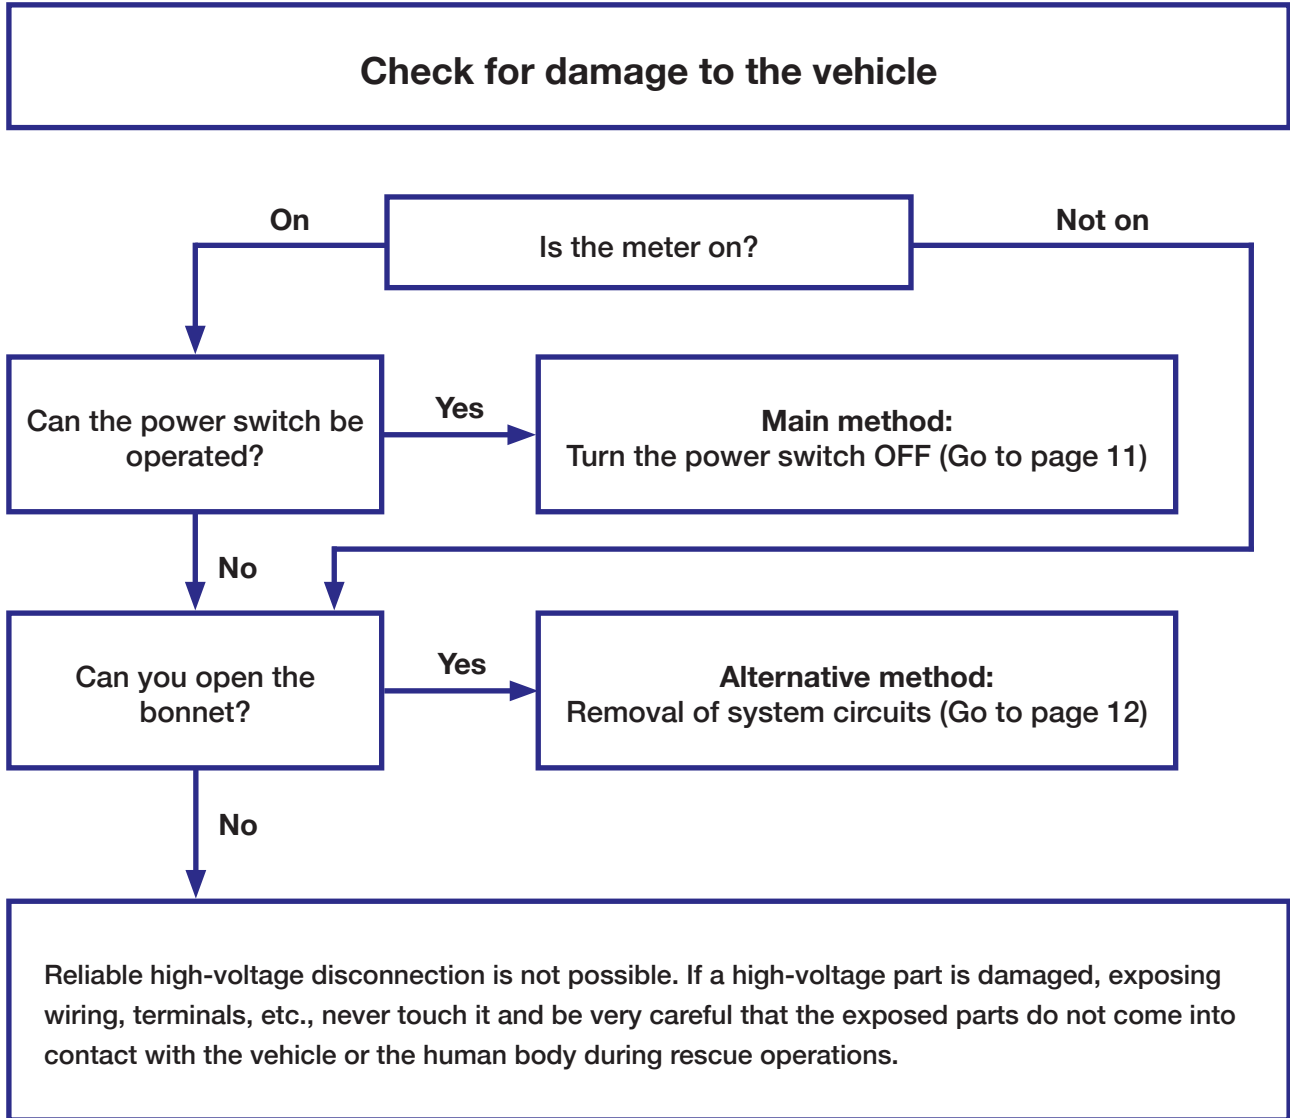 Check for damage to the vehicle
On
Is the meter on?
Not on
Can the power switch be
operated?
Yes
Main method:
Turn the power switch OFF (Go to page 11)
No
Can you open the
bonnet?
Yes
Alternative method:
Removal of system circuits (Go to page 12)
No
Reliable high-voltage disconnection is not possible. If a high-voltage part is damaged, exposing
wiring, terminals, etc., never touch it and be very careful that the exposed parts do not come into
contact with the vehicle or the human body during rescue operations.